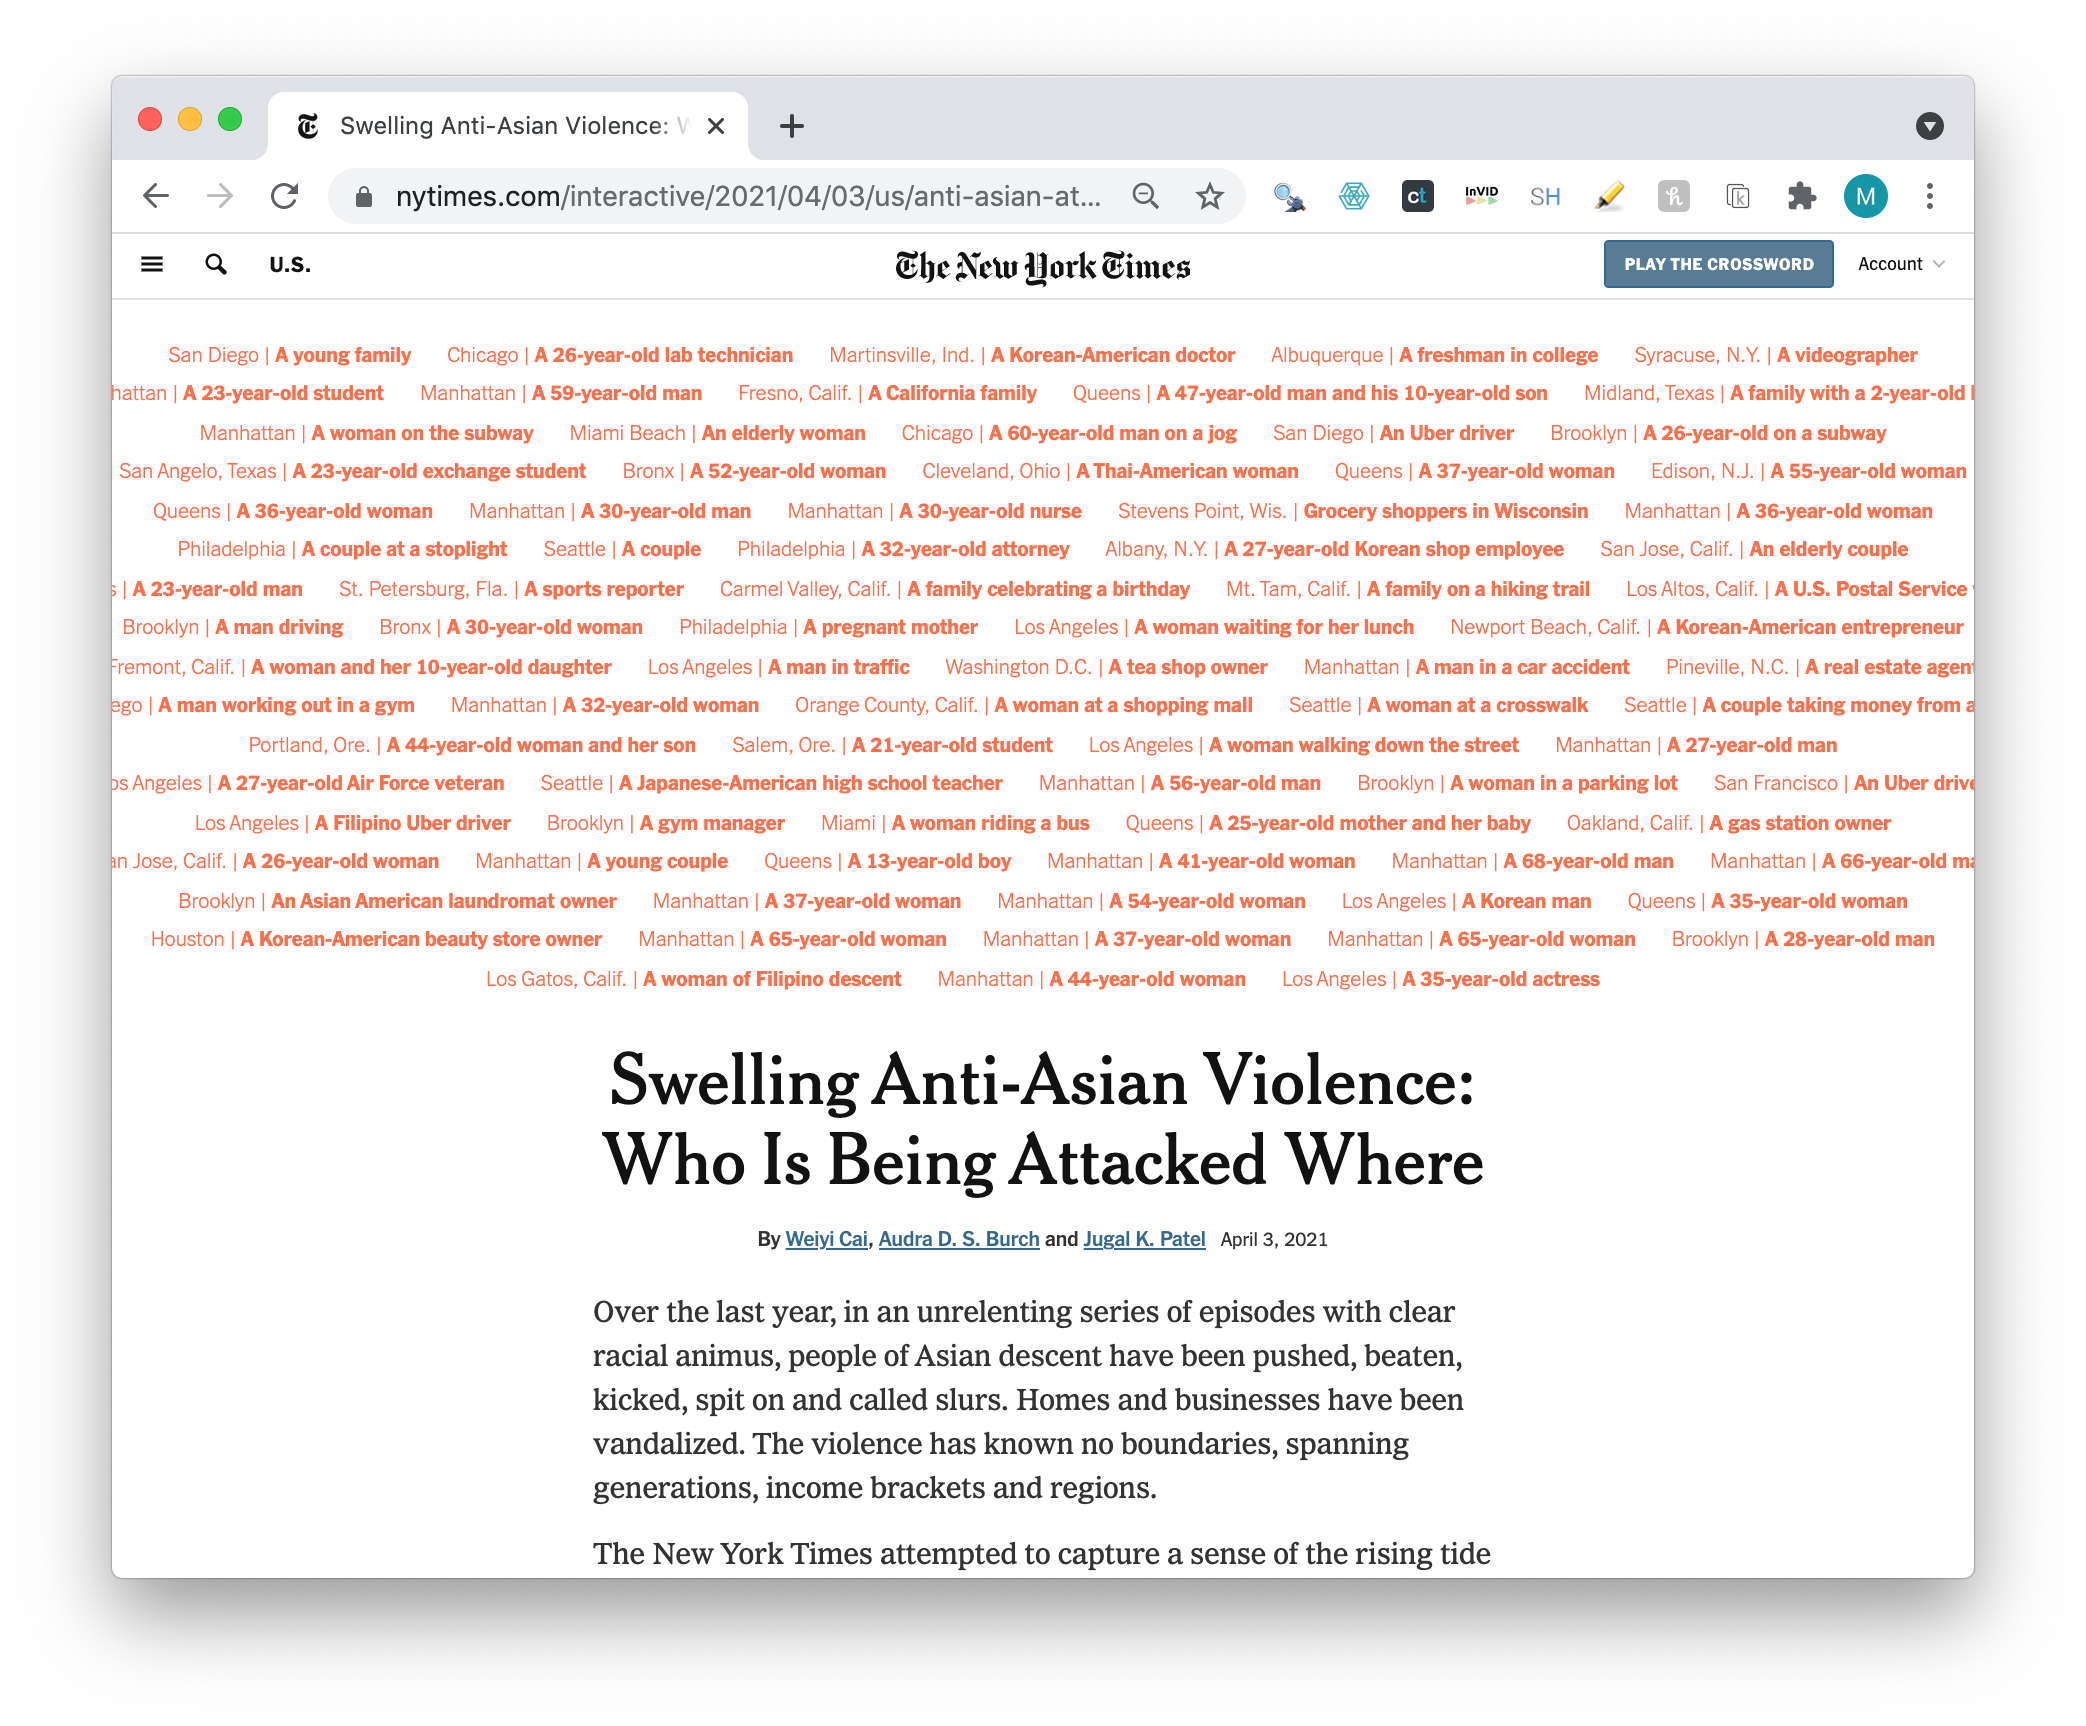 Swelling Anti-Asian Violence:
nytimes.com/interactive/2021/04/03/us/anti-asian-at...
ct
InVID
SH
h
k
M
U.S.
The New York Times
PLAY THE CROSSWORD
Account
San Diego | A young family Chicago | A 26-year-old lab technician Martinsville, Ind. | A Korean-American doctor Albuquerque | A freshman in college Syracuse, N.Y. | A videographer
hattan | A 23-year-old student Manhattan | A 59-year-old man Fresno, Calif. | A California family Queens | A 47-year-old man and his 10-year-old son Midland, Texas | A family with a 2-year-old
Manhattan | A woman on the subway Miami Beach | An elderly woman Chicago | A 60-year-old man on a jog San Diego | An Uber driver Brooklyn | A 26-year-old on a subway
San Angelo, Texas | A 23-year-old exchange student Bronx | A 52-year-old woman Cleveland, Ohio | A Thai-American woman Queens | A 37-year-old woman Edison, N.J. | A 55-year-old woman
Queens | A 36-year-old woman Manhattan | A 30-year-old man Manhattan | A 30-year-old nurse Stevens Point, Wis. | Grocery shoppers in Wisconsin Manhattan | A 36-year-old woman
Philadelphia | A couple at a stoplight Seattle | A couple Philadelphia | A 32-year-old attorney Albany, N.Y. | A 27-year-old Korean shop employee San Jose, Calif. | An elderly couple
s | A 23-year-old man St. Petersburg, Fla. | A sports reporter Carmel Valley, Calif. | A family celebrating a birthday Mt. Tam, Calif. | A family on a hiking trail Los Altos, Calif. | A U.S. Postal Service
Brooklyn | A man driving Bronx | A 30-year-old woman Philadelphia | A pregnant mother Los Angeles | A woman waiting for her lunch Newport Beach, Calif. | A Korean-American entrepreneur
Fremont, Calif. | A woman and her 10-year-old daughter Los Angeles | A man in traffic Washington D.C. | A tea shop owner Manhattan | A man in a car accident Pineville, N.C. | A real estate agent
ego | A man working out in a gym Manhattan | A 32-year-old woman Orange County, Calif. | A woman at a shopping mall Seattle | A woman at a crosswalk Seattle | A couple taking money from a
Portland, Ore. | A 44-year-old woman and her son Salem, Ore. | A 21-year-old student Los Angeles | A woman walking down the street Manhattan | A 27-year-old man
os Angeles | A 27-year-old Air Force veteran Seattle | A Japanese-American high school teacher Manhattan | A 56-year-old man Brooklyn | A woman in a parking lot San Francisco | An Uber drive
Los Angeles | A Filipino Uber driver Brooklyn | A gym manager Miami | A woman riding a bus Queens | A 25-year-old mother and her baby Oakland, Calif. | A gas station owner
an Jose, Calif. | A 26-year-old woman Manhattan | A young couple Queens | A 13-year-old boy Manhattan | A 41-year-old woman Manhattan | A 68-year-old man Manhattan | A 66-year-old ma
Brooklyn | An Asian American laundromat owner Manhattan | A 37-year-old woman Manhattan | A 54-year-old woman Los Angeles | A Korean man Queens | A 35-year-old woman
Houston | A Korean-American beauty store owner Manhattan | A 65-year-old woman Manhattan | A 37-year-old woman Manhattan | A 65-year-old woman Brooklyn | A 28-year-old man
Los Gatos, Calif. | A woman of Filipino descent Manhattan | A 44-year-old woman Los Angeles | A 35-year-old actress
Swelling Anti-Asian Violence:
Who Is Being Attacked Where
By Weiyi Cai, Audra D. S. Burch and Jugal K. Patel April 3, 2021
Over the last year, in an unrelenting series of episodes with clear
racial animus, people of Asian descent have been pushed, beaten,
kicked, spit on and called slurs. Homes and businesses have been
vandalized. The violence has known no boundaries, spanning
generations, income brackets and regions.
The New York Times attempted to capture a sense of the rising tide